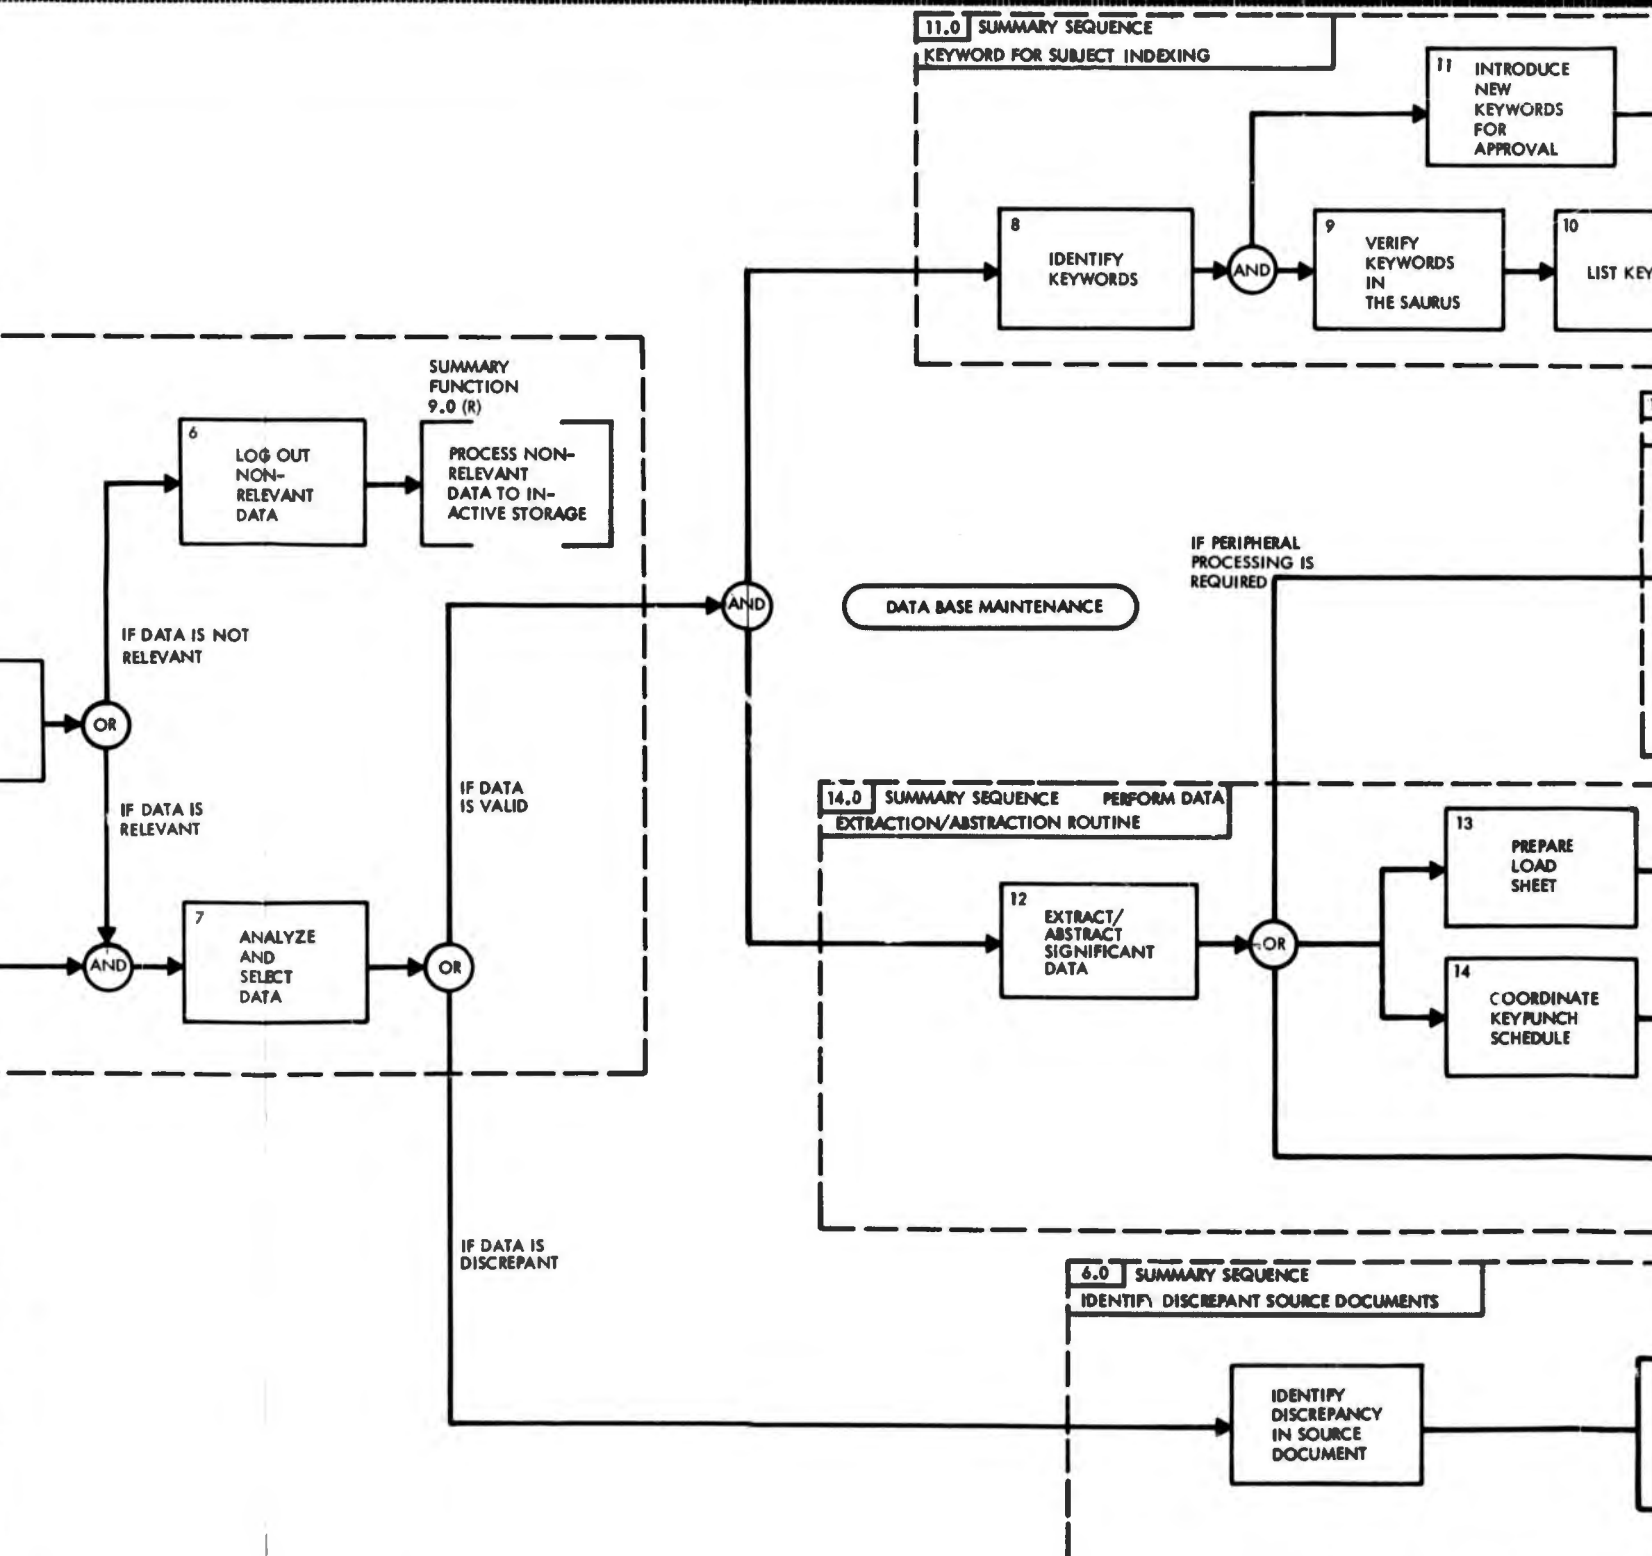 11.0 SUMMARY SEQUENCE
KEYWORD FOR SUBJECT INDEXING
11 INTRODUCE
NEW
KEYWORDS
FOR
APPROVAL
8
IDENTIFY
KEYWORDS
AND
9
VERIFY
KEYWORDS
IN
THE SAURUS
10
LIST KEY
SUMMARY
FUNCTION
9.0 (R)
6
LOG OUT
NON-
RELEVANT
DATA
PROCESS NON-
RELEVANT
DATA TO IN-
ACTIVE STORAGE
IF DATA IS NOT
RELEVANT
OR
IF DATA IS
RELEVANT
AND
7
ANALYZE
AND
SELECT
DATA
OR
IF DATA
IS VALID
AND
DATA BASE MAINTENANCE
IF PERIPHERAL
PROCESSING IS
REQUIRED
14.0 SUMMARY SEQUENCE PERFORM DATA
EXTRACTION/ABSTRACTION ROUTINE
12
EXTRACT/
ABSTRACT
SIGNIFICANT
DATA
OR
13
PREPARE
LOAD
SHEET
14
COORDINATE
KEYPUNCH
SCHEDULE
IF DATA IS
DISCREPANT
6.0 SUMMARY SEQUENCE
IDENTIFY DISCREPANT SOURCE DOCUMENTS
IDENTIFY
DISCREPANCY
IN SOURCE
DOCUMENT